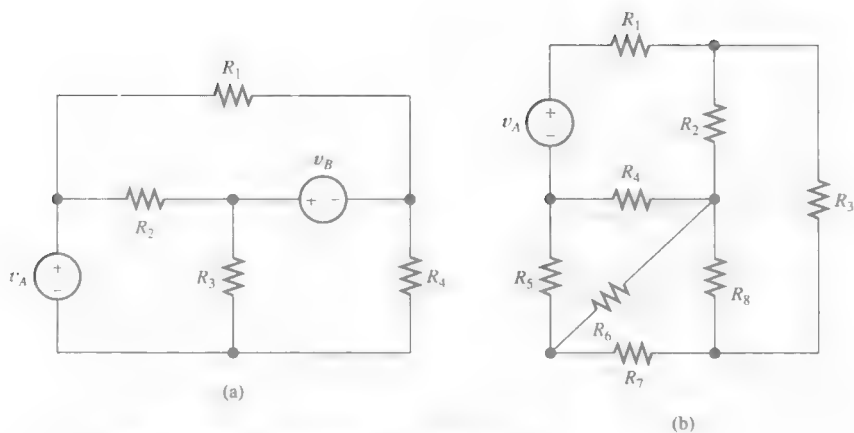 R1
vB
+ −
R2
vA
+
−
R3
R4
(a)
R1
vA
+
−
R2
R4
R3
R5
R6
R8
R7
(b)